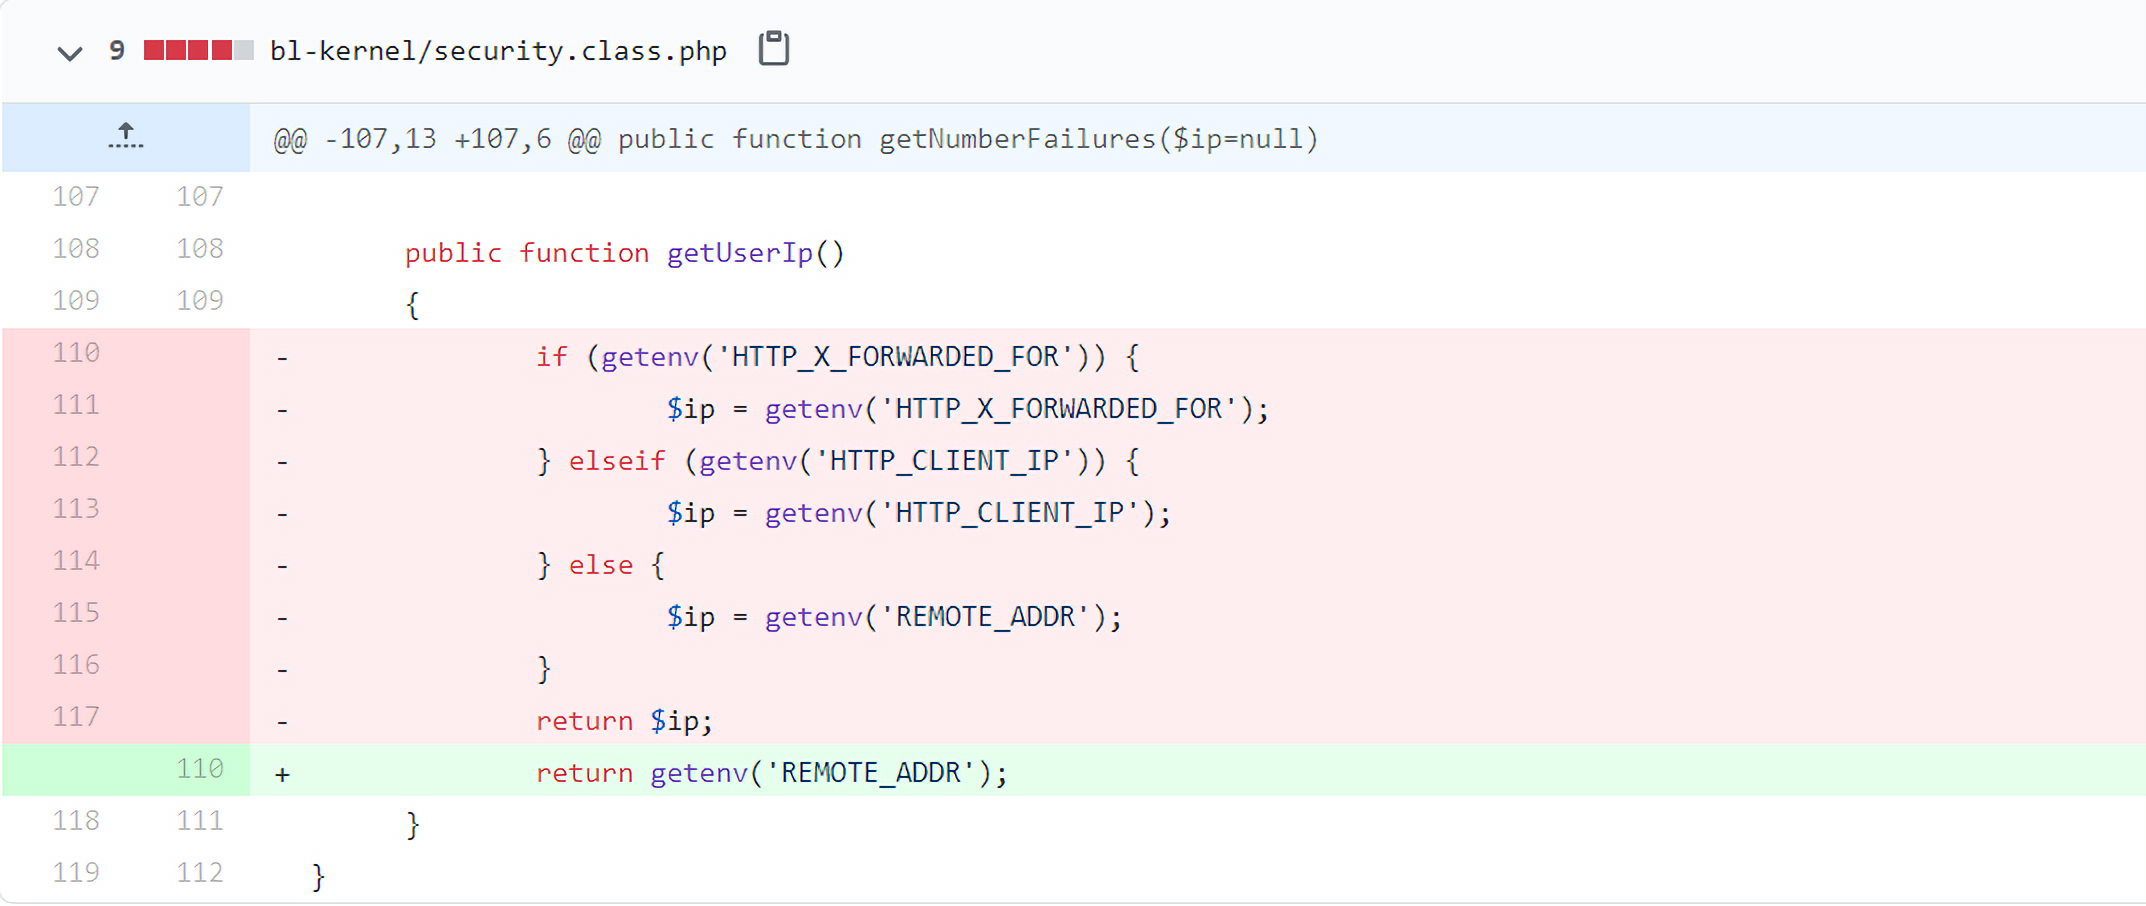 9 bl-kernel/security.class.php
@@ -107,13 +107,6 @@ public function getNumberFailures($ip=null)
107 107
108 108 public function getUserIp()
109 109 {
110 - if (getenv('HTTP_X_FORWARDED_FOR')) {
111 - $ip = getenv('HTTP_X_FORWARDED_FOR');
112 - } elseif (getenv('HTTP_CLIENT_IP')) {
113 - $ip = getenv('HTTP_CLIENT_IP');
114 - } else {
115 - $ip = getenv('REMOTE_ADDR');
116 - }
117 - return $ip;
110 + return getenv('REMOTE_ADDR');
118 111 }
119 112 }